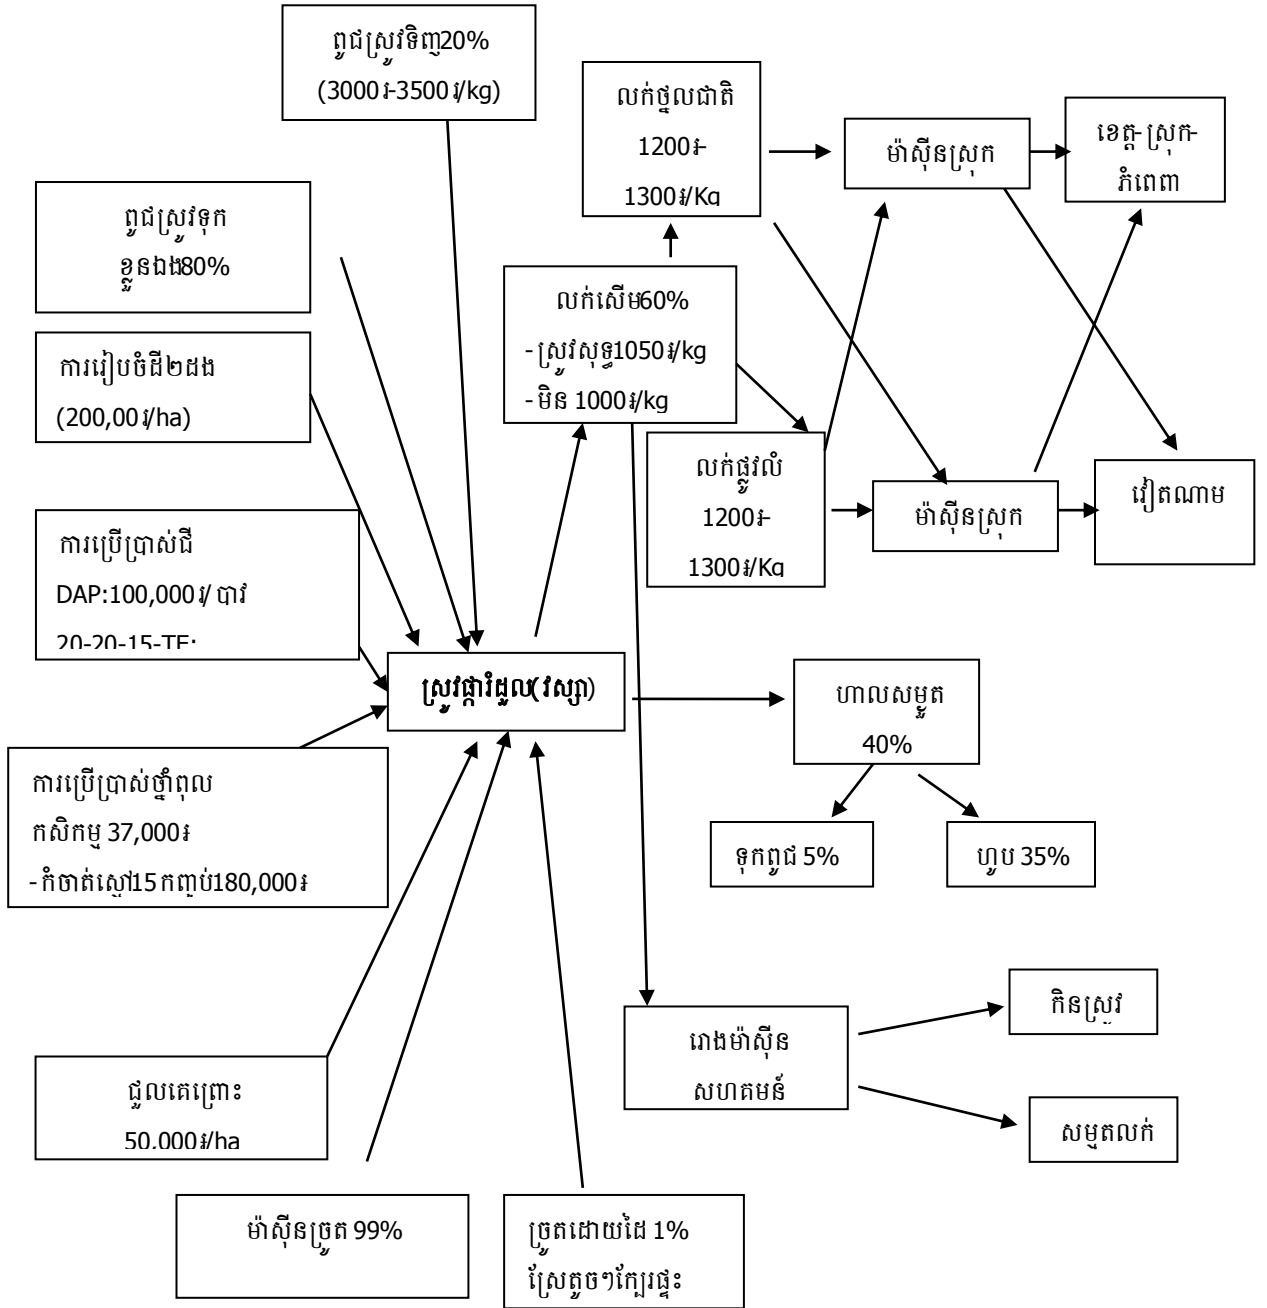 ពូជស្រូវទិញ20%
(3000៛-3500៛/kg)
លក់ថ្នល់ជាតិ
1200៛-
1300៛/Kg
ម៉ាស៊ីនស្រុក
ខេត្ត-ស្រុក-
ភំពេញ
ពូជស្រូវទុក
ខ្លួនឯង80%
លក់សើម60%
-ស្រូវសុទ្ធ1050៛/kg
-មិន 1000៛/kg
ការរៀបចំដី២ដង
(200,00៛/ha)
លក់ផ្លូវលំ
1200៛-
1300៛/Kg
ម៉ាស៊ីនស្រុក
វៀតណាម
ការប្រើប្រាស់ជី
DAP:100,000៛/ បាវ
20-20-15-TE:
ស្រូវផ្ការំដួល(វស្សា)
ហាលសម្ងួត
40%
ទុកពូជ 5%
ហូប 35%
ការប្រើប្រាស់ថ្នាំពុល
កសិកម្ម 37,000៛
-កំចាត់ស្មៅ15 កញ្ចប់180,000៛
រោងម៉ាស៊ីន
សហគមន៍
កិនស្រូវ
សម្មតលក់
ជួលគេព្រោះ
50,000៛/ha
ម៉ាស៊ីនច្រូត 99%
ច្រូតដោយដៃ 1%
ស្រែតូចៗក្បែរផ្ទះ